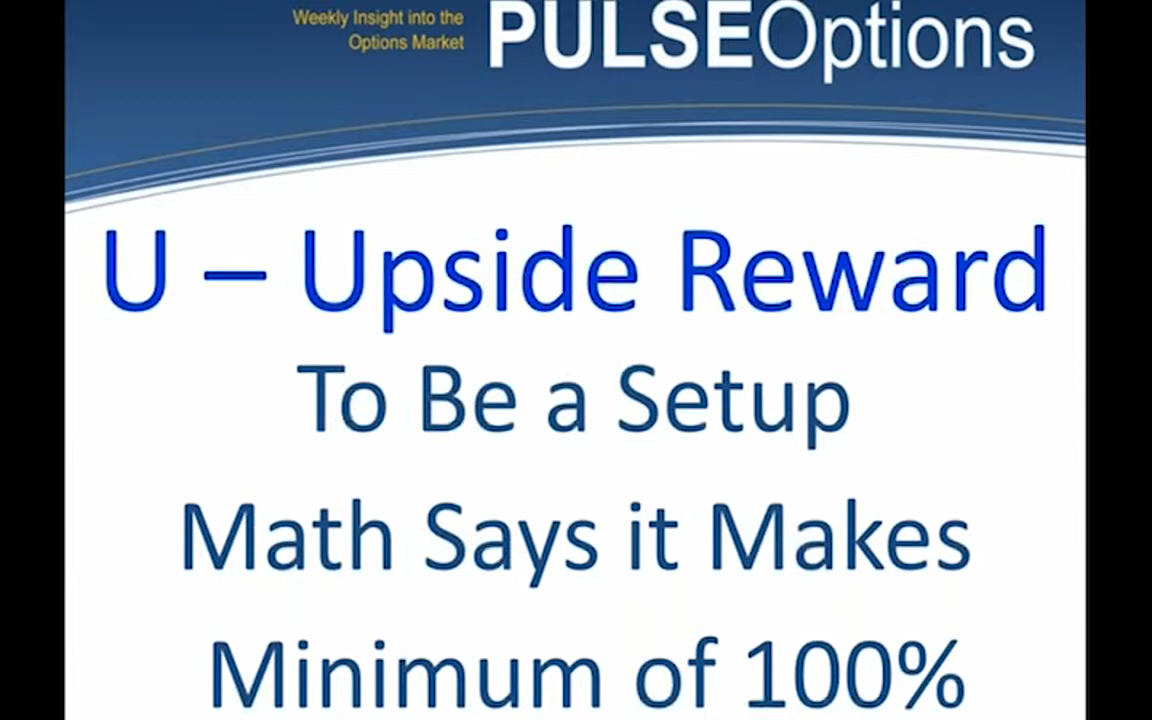 Weekly Insight into the
Options Market
PULSEOptions
U – Upside Reward
To Be a Setup
Math Says it Makes
Minimum of 100%